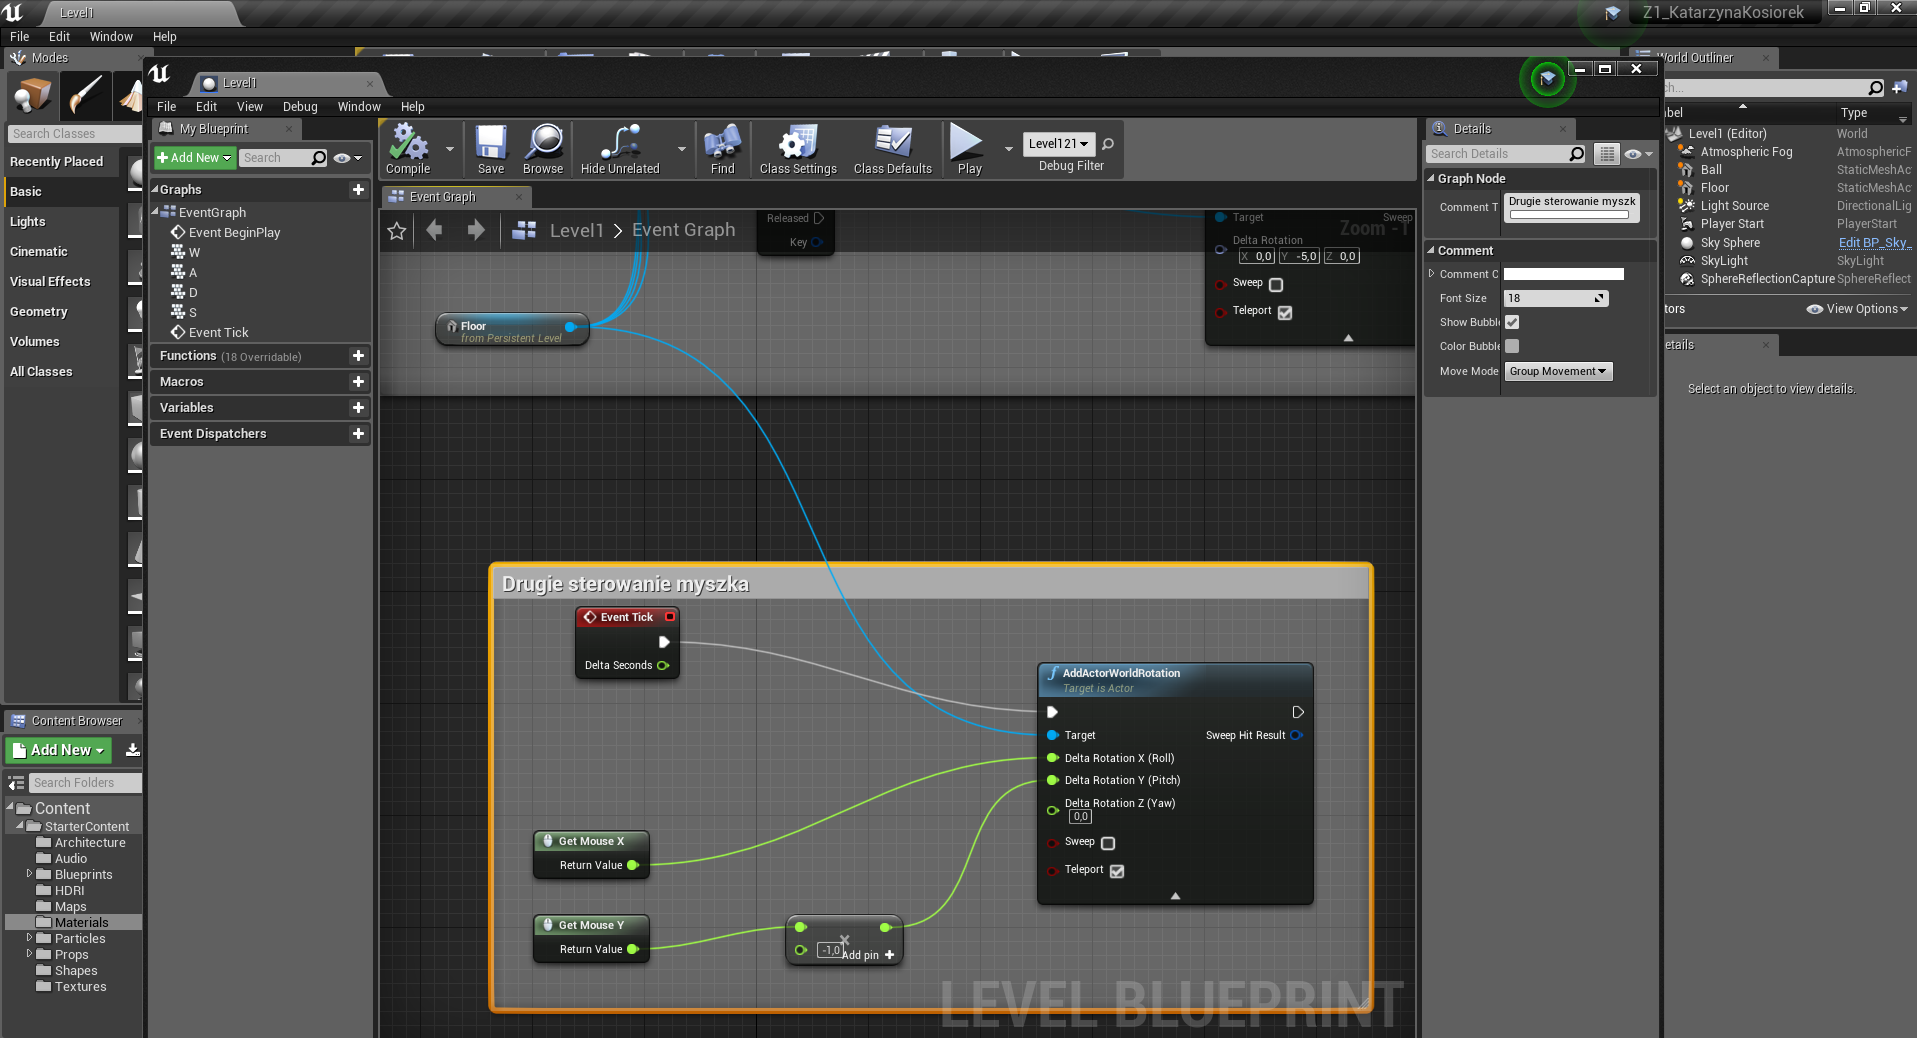 Level1
Z1_KatarzynaKosiorek
File Edit Window Help
Modes
Search Classes
Recently Placed
Basic
Lights
Cinematic
Visual Effects
Geometry
Volumes
All Classes
Content Browser
Add New
Search Folders
Content
StarterContent
Architecture
Audio
Blueprints
HDRI
Maps
Materials
Particles
Props
Shapes
Textures
Level1
File Edit View Debug Window Help
My Blueprint
Add New
Search
Graphs
EventGraph
Event BeginPlay
W
A
D
S
Event Tick
Functions (18 Overridable)
Macros
Variables
Event Dispatchers
Compile
Save
Browse
Hide Unrelated
Find
Class Settings
Class Defaults
Play
Level121
Debug Filter
Event Graph
Level1 > Event Graph
Zoom -1
Released
Key
Floor
from Persistent Level
Target
Sweep
Delta Rotation
X 0,0 Y -5,0 Z 0,0
Sweep
Teleport
Drugie sterowanie myszka
Event Tick
Delta Seconds
Get Mouse X
Return Value
Get Mouse Y
Return Value
-1,0
Add pin
AddActorWorldRotation
Target is Actor
Target
Sweep Hit Result
Delta Rotation X (Roll)
Delta Rotation Y (Pitch)
Delta Rotation Z (Yaw)
0,0
Sweep
Teleport
LEVEL BLUEPRINT
Details
Search Details
Graph Node
Comment T
Drugie sterowanie myszk
Comment
Comment C
Font Size 18
Show Bubbl
Color Bubble
Move Mode Group Movement
World Outliner
ch...
bel
Type
Level1 (Editor) World
Atmospheric Fog AtmosphericF
Ball StaticMeshAc
Floor StaticMeshAc
Light Source DirectionalLig
Player Start PlayerStart
Sky Sphere Edit BP_Sky_
SkyLight SkyLight
SphereReflectionCapture SphereReflect
tors
View Options
etails
Select an object to view details.